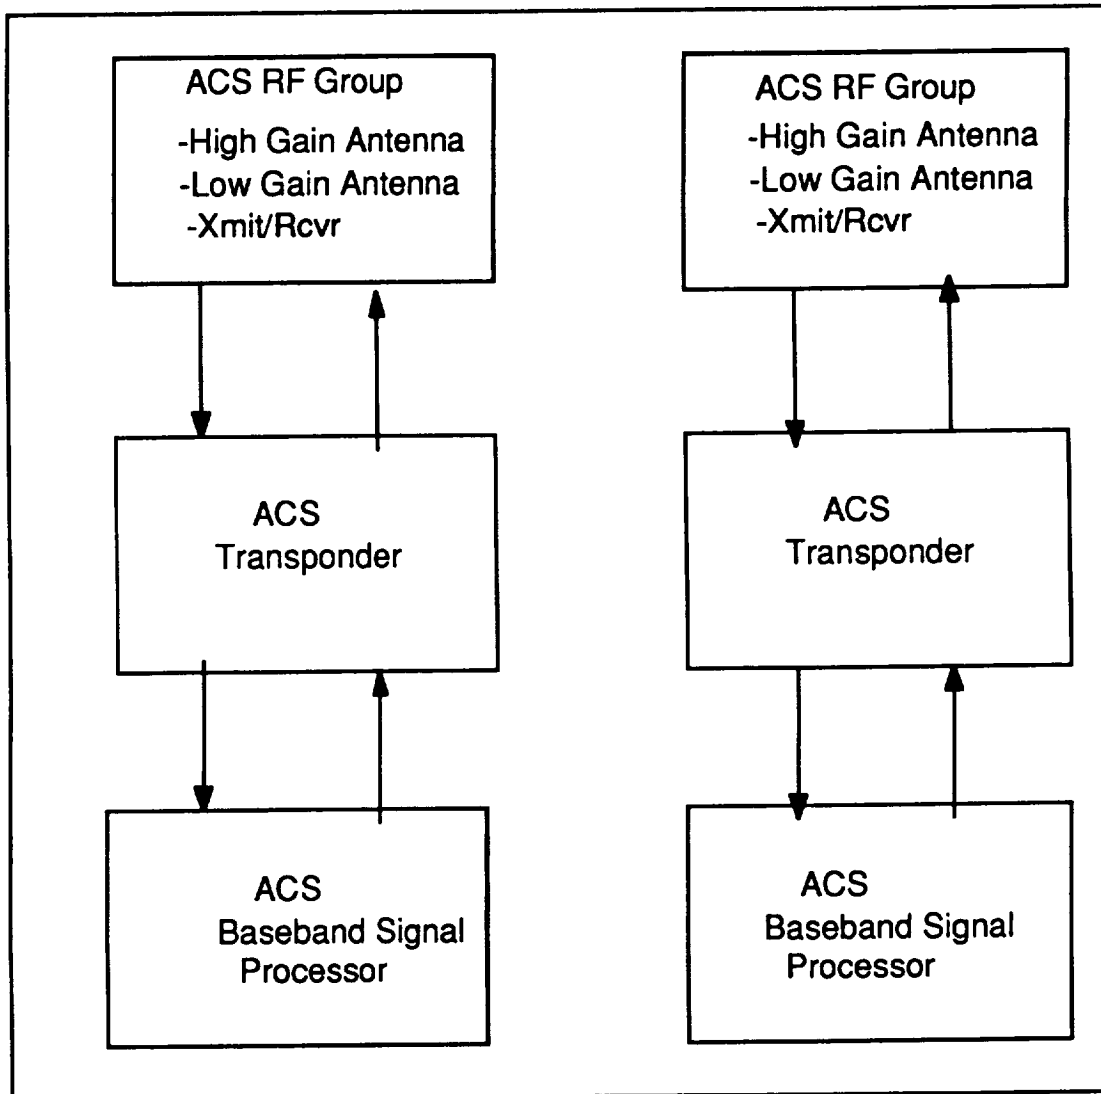 ACS RF Group
-High Gain Antenna
-Low Gain Antenna
-Xmit/Rcvr
ACS
Transponder
ACS
Baseband Signal
Processor
ACS RF Group
-High Gain Antenna
-Low Gain Antenna
-Xmit/Rcvr
ACS
Transponder
ACS
Baseband Signal
Processor